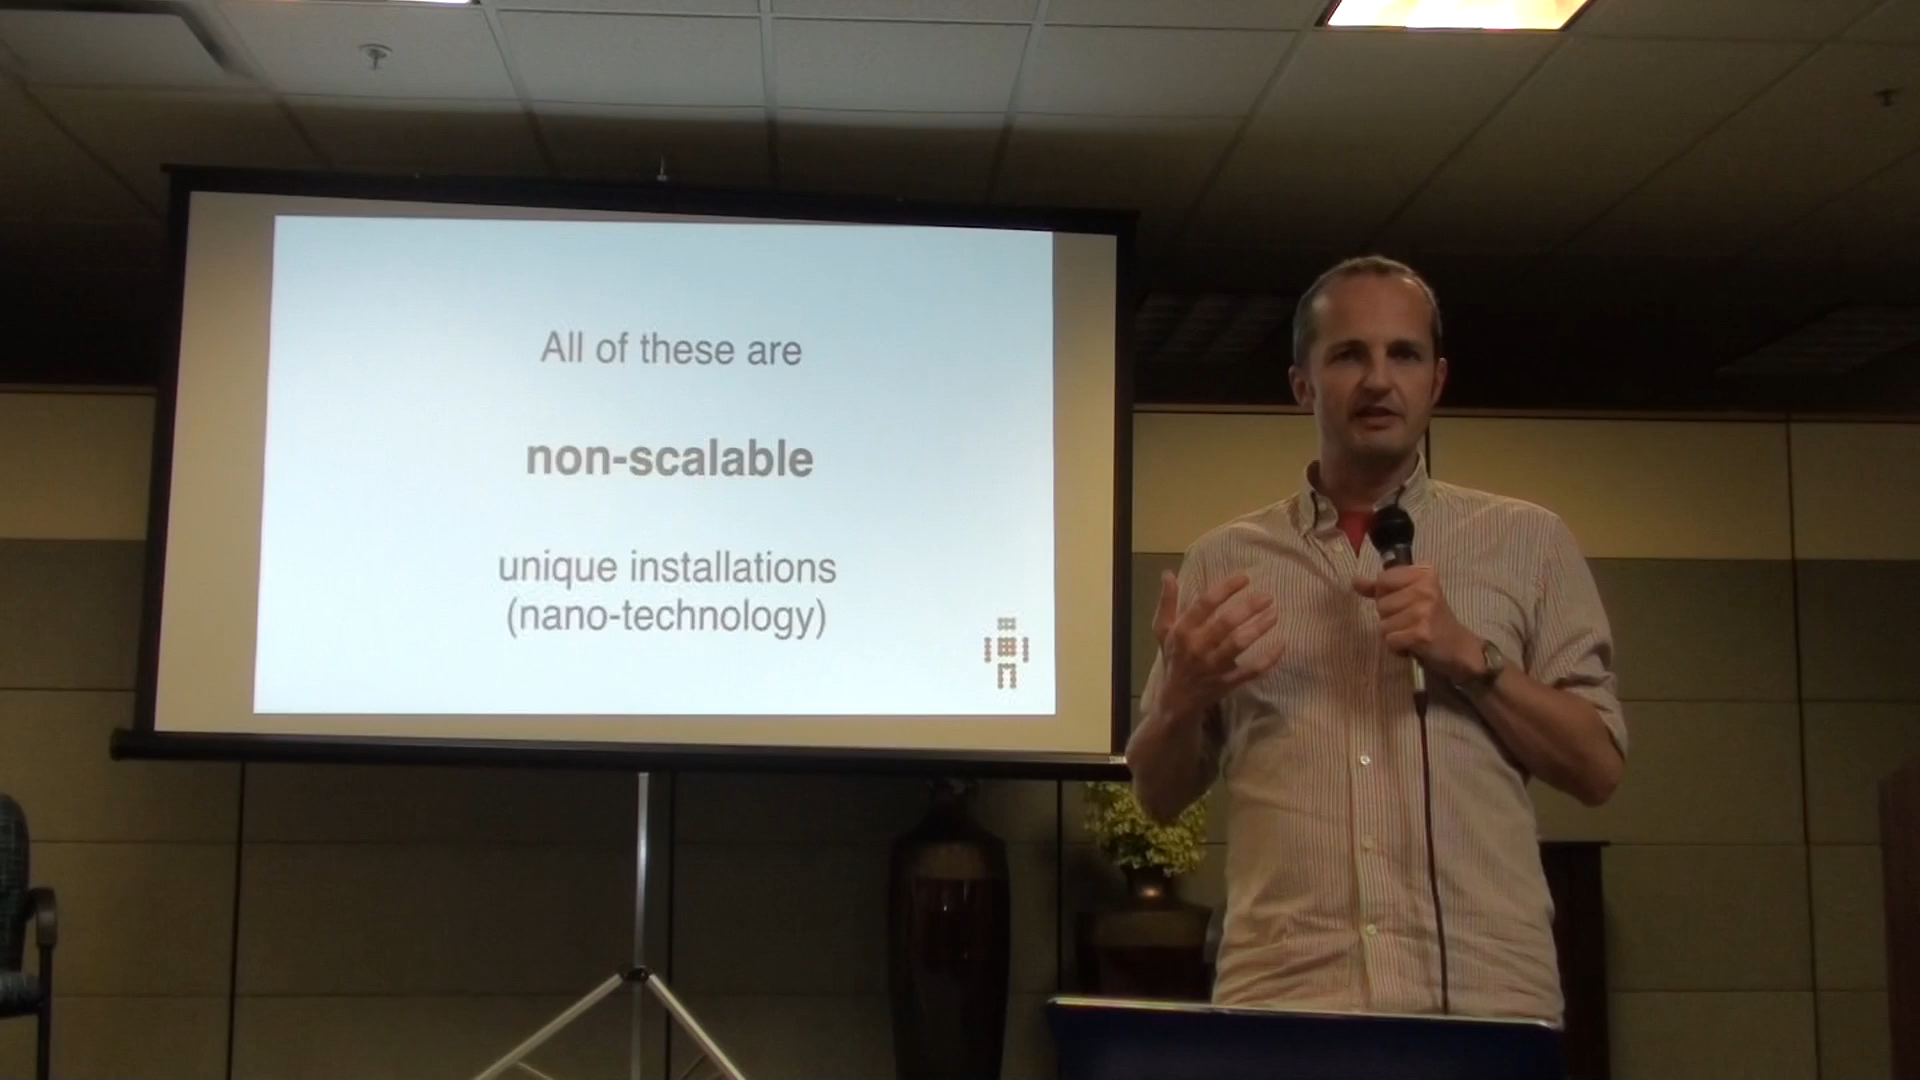 All of these are
non-scalable
unique installations
(nano-technology)